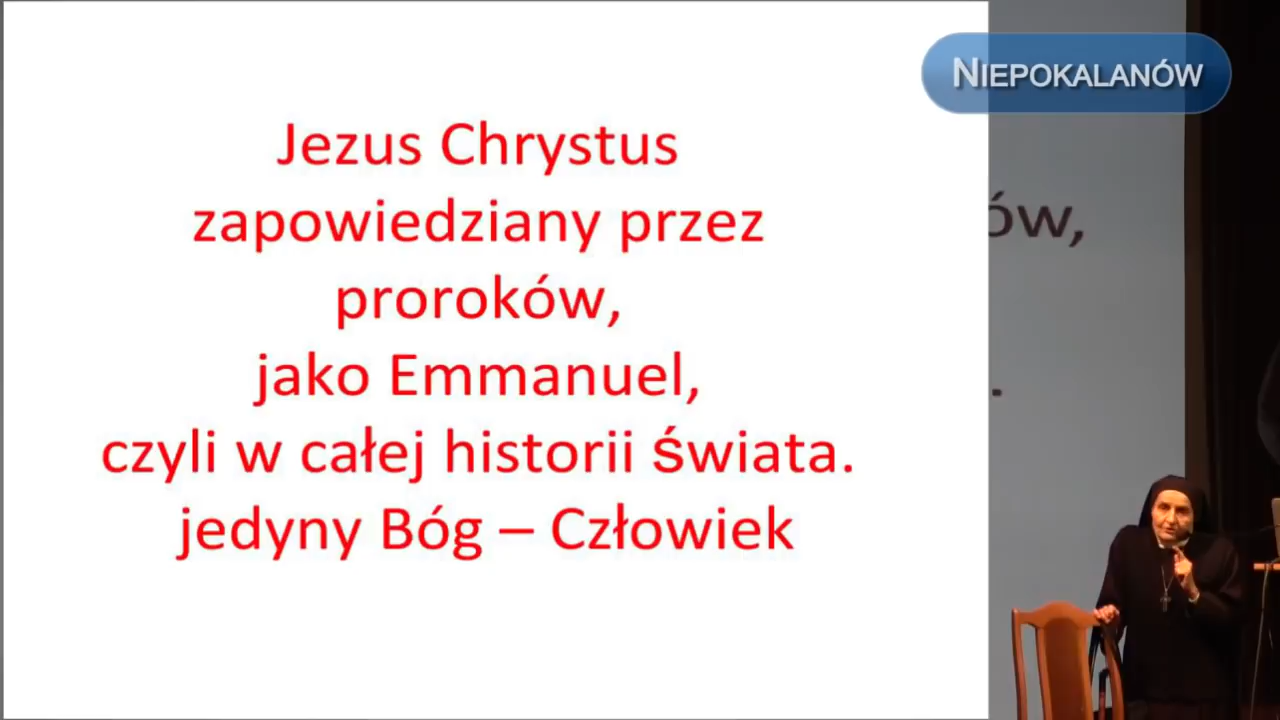 Jezus Chrystus
zapowiedziany przez
proroków,
jako Emmanuel,
czyli w całej historii świata.
jedyny Bóg – Człowiek
NIEPOKALANÓW
ów,
.